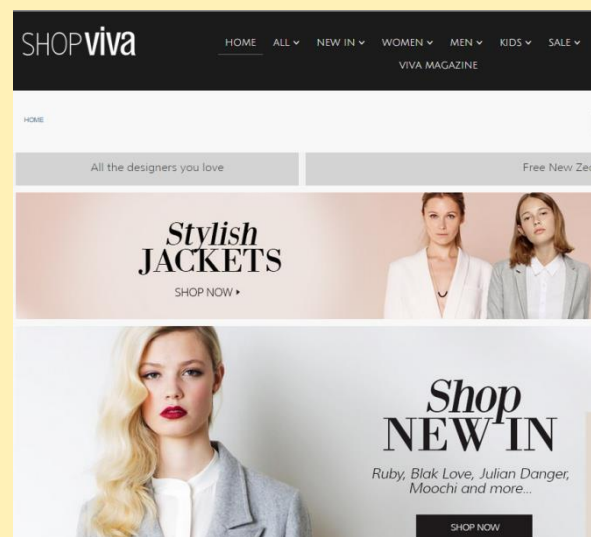 SHOPviva
HOME ALL NEW IN WOMEN MEN KIDS SALE
VIVA MAGAZINE
HOME
All the designers you love
Free New
Stylish
JACKETS
SHOP NOW
Shop
NEW IN
Ruby, Blak Love, Julian Danger,
Moochi and more...
SHOP NOW